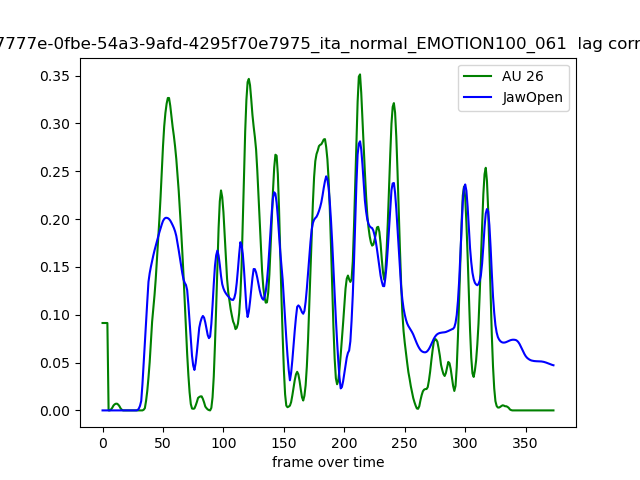 7777e-0fbe-54a3-9afd-4295f70e7975_ita_normal_EMOTION100_061 lag corr
AU 26
JawOpen
0.35
0.30
0.25
0.20
0.15
0.10
0.05
0.00
0 50 100 150 200 250 300 350
frame over time